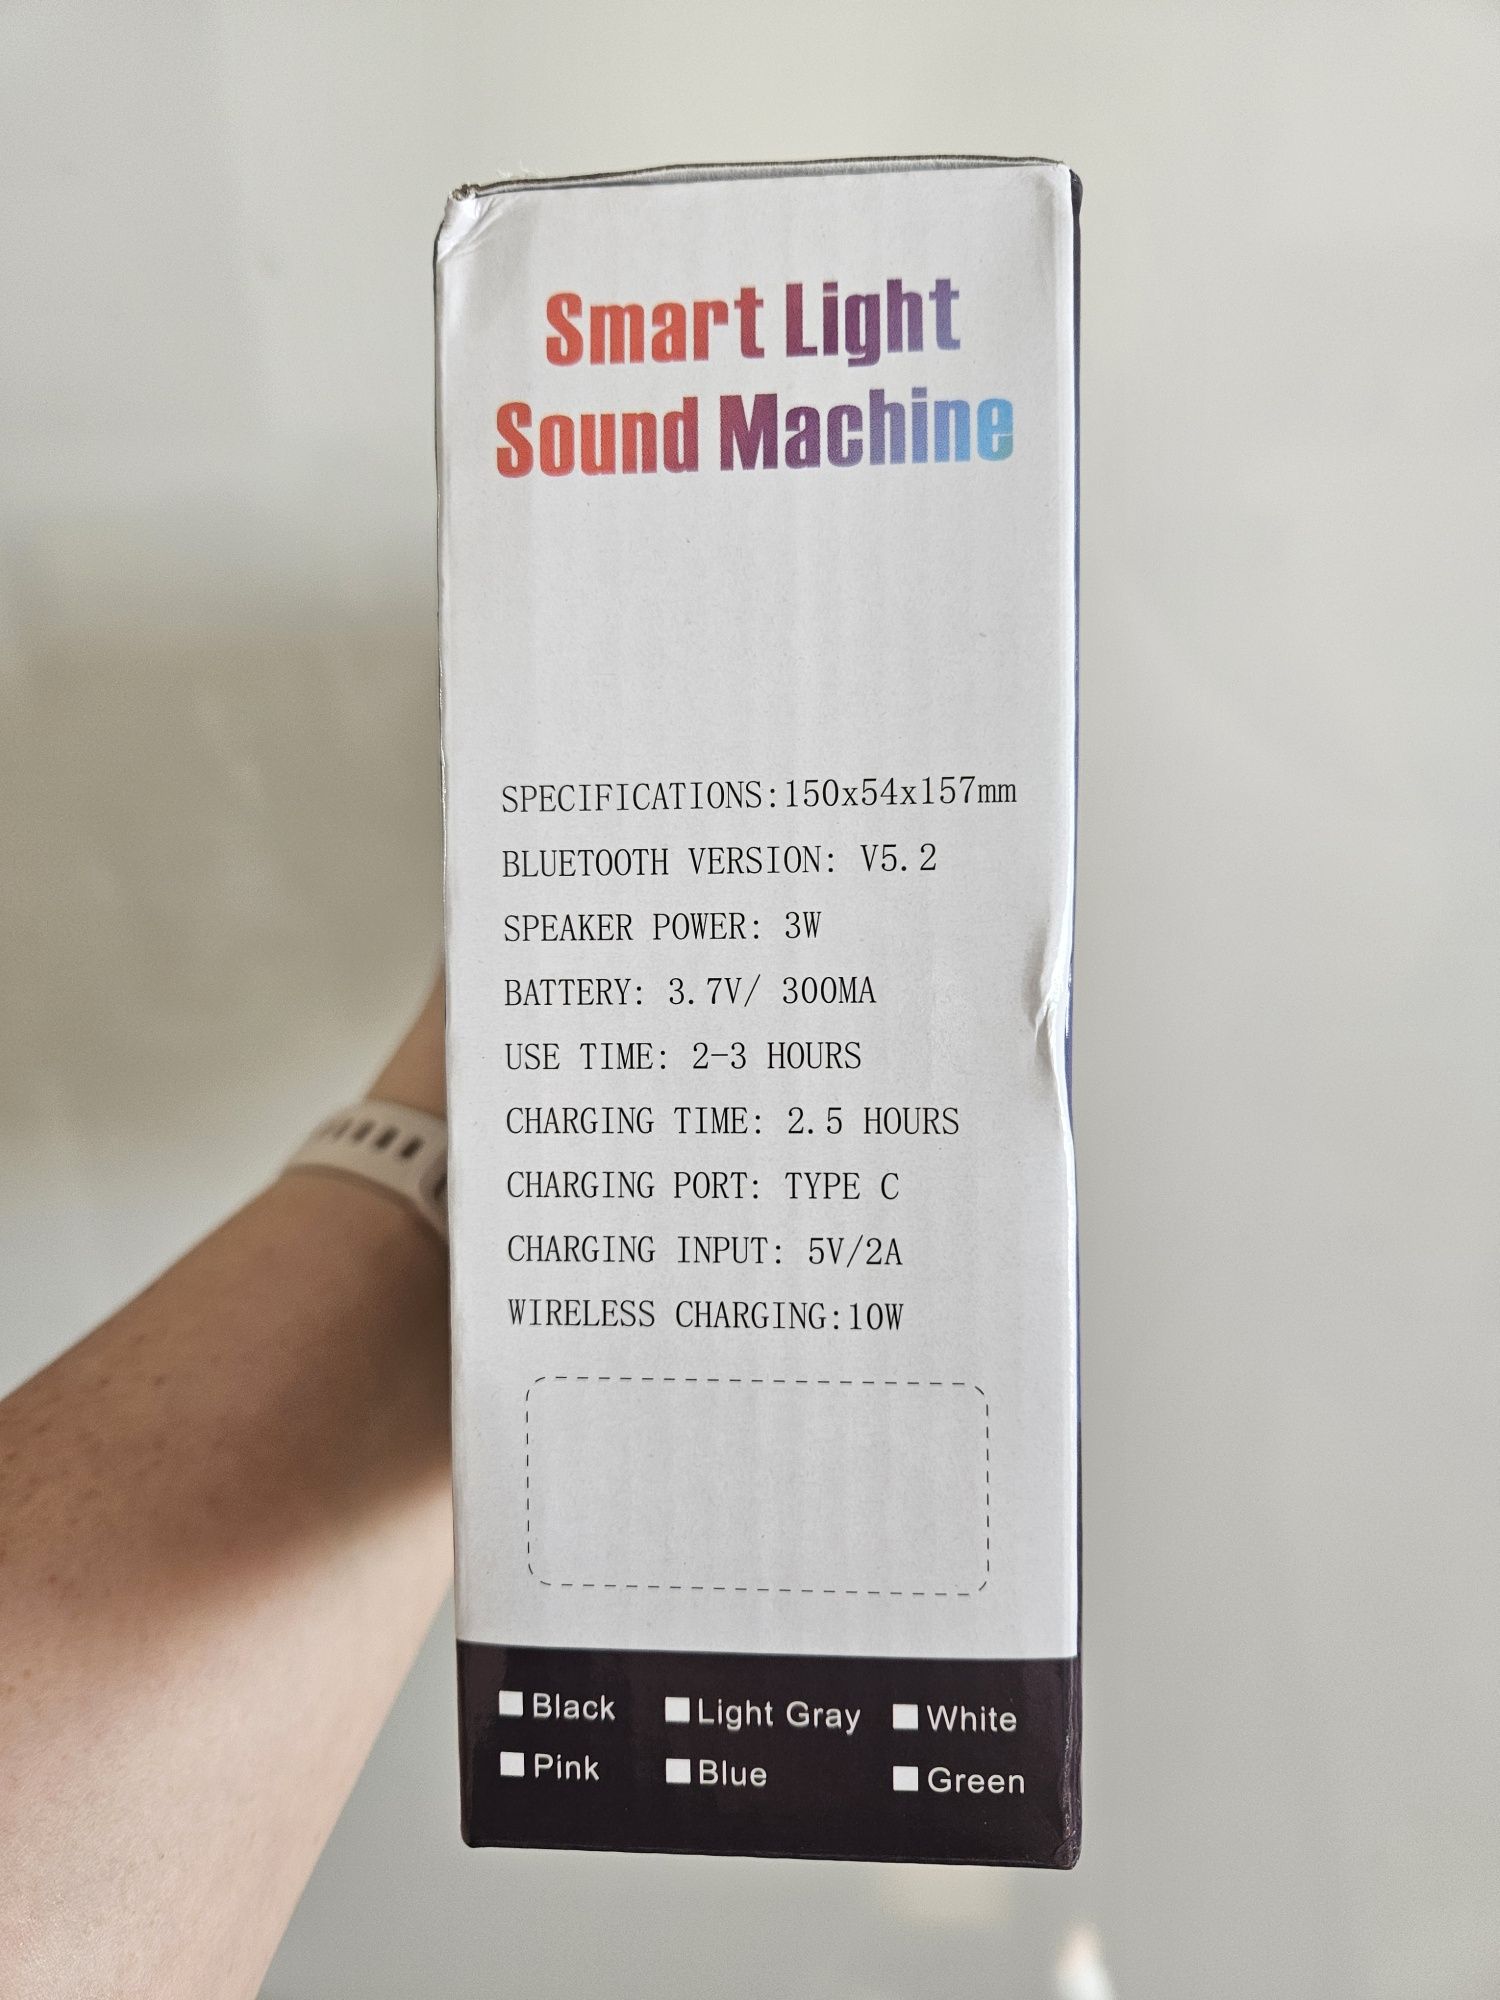 Smart Light
Sound Machine
SPECIFICATIONS:150x54x157mm
BLUETOOTH VERSION: V5.2
SPEAKER POWER: 3W
BATTERY: 3.7V/ 300MA
USE TIME: 2-3 HOURS
CHARGING TIME: 2.5 HOURS
CHARGING PORT: TYPE C
CHARGING INPUT: 5V/2A
WIRELESS CHARGING:10W
Black Light Gray White
Pink Blue Green